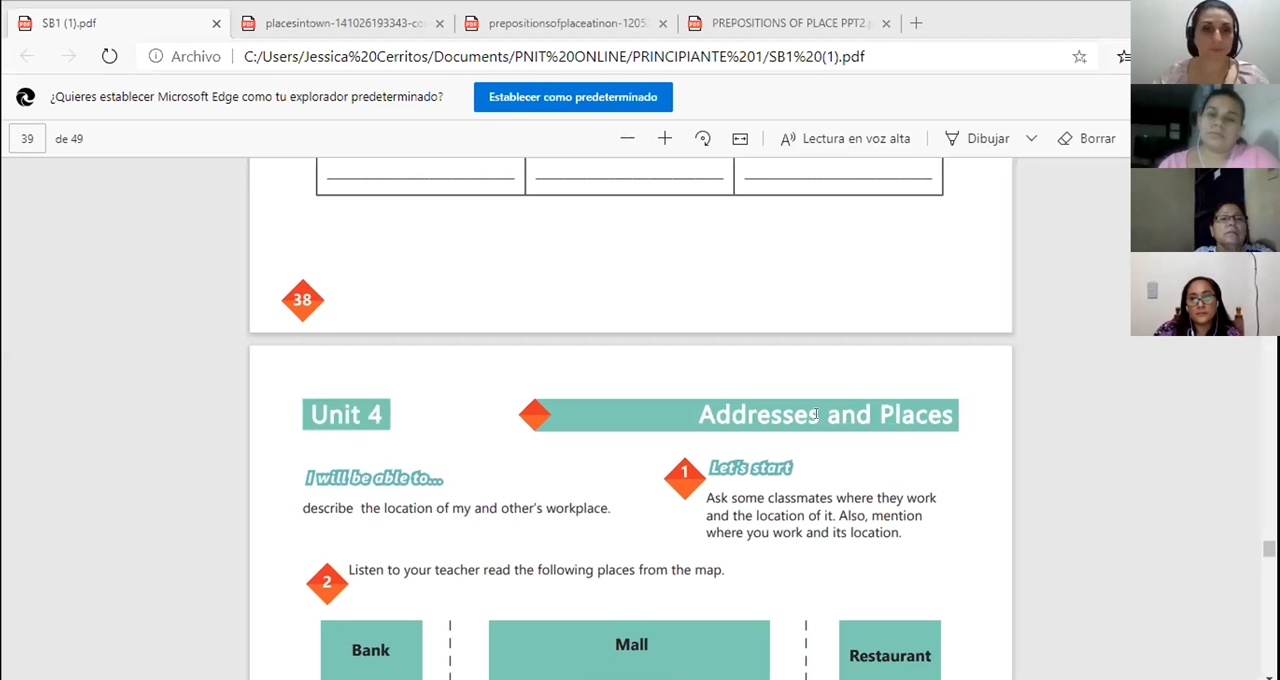 SB1 (1).pdf
placesintown-141026193343-co
prepositionsofplaceatinon-1205
PREPOSITIONS OF PLACE PPT2.p
Archivo
C:/Users/Jessica%20Cerritos/Documents/PNIT%20ONLINE/PRINCIPIANTE%201/SB1%20(1).pdf
¿Quieres establecer Microsoft Edge como tu explorador predeterminado?
Establecer como predeterminado
39 de 49
Lectura en voz alta
Dibujar
Borrar
38
Unit 4
Addresses and Places
I will be able to...
describe the location of my and other's workplace.
1
Let's start
Ask some classmates where they work
and the location of it. Also, mention
where you work and its location.
2
Listen to your teacher read the following places from the map.
Bank
Mall
Restaurant